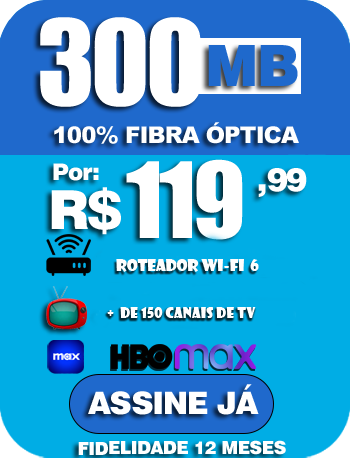 300 MB
100% FIBRA ÓPTICA
Por:
R$ 119,99
ROTEADOR WI-FI 6
+ DE 150 CANAIS DE TV
max HBO max
ASSINE JÁ
FIDELIDADE 12 MESES